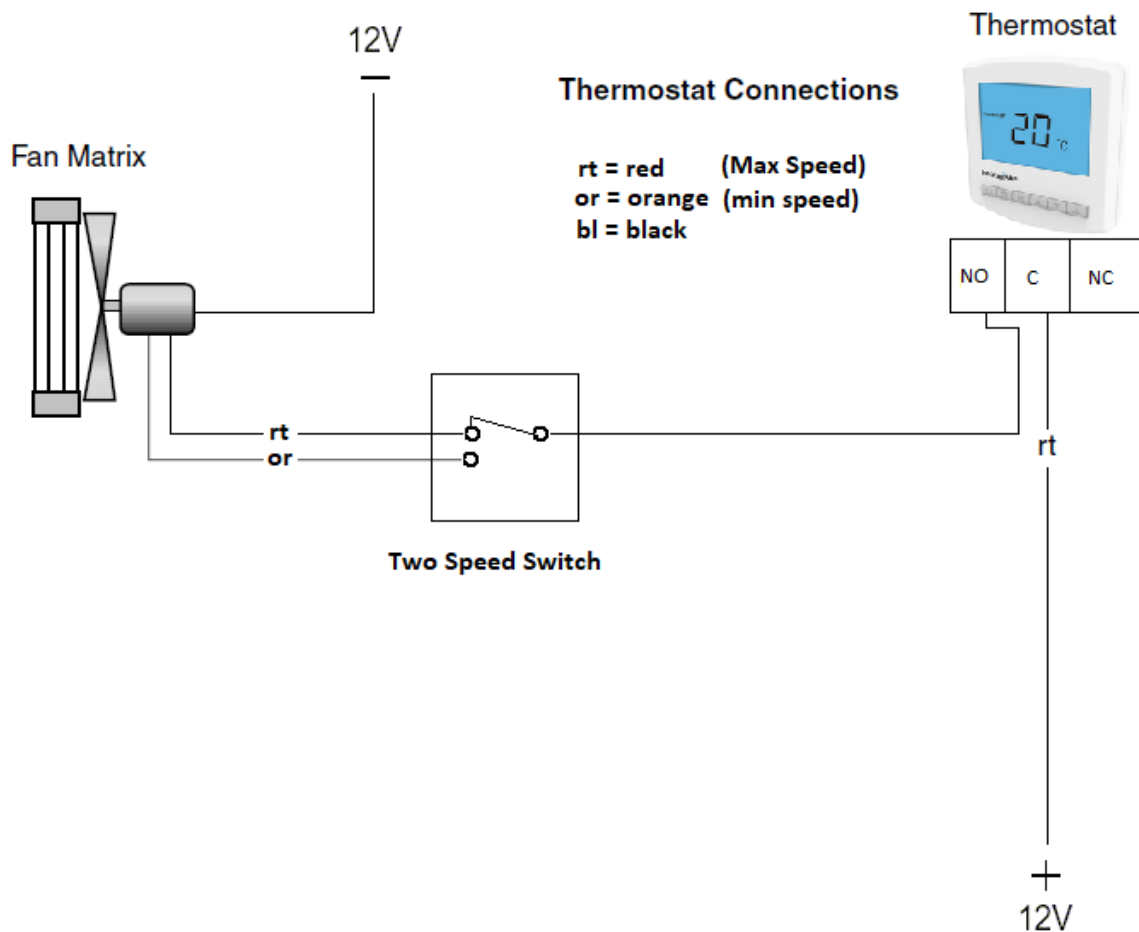 12V
Thermostat
Thermostat Connections
Fan Matrix
rt = red (Max Speed)
or = orange (min speed)
bl = black
20 °C
NO C NC
rt
or
rt
Two Speed Switch
12V